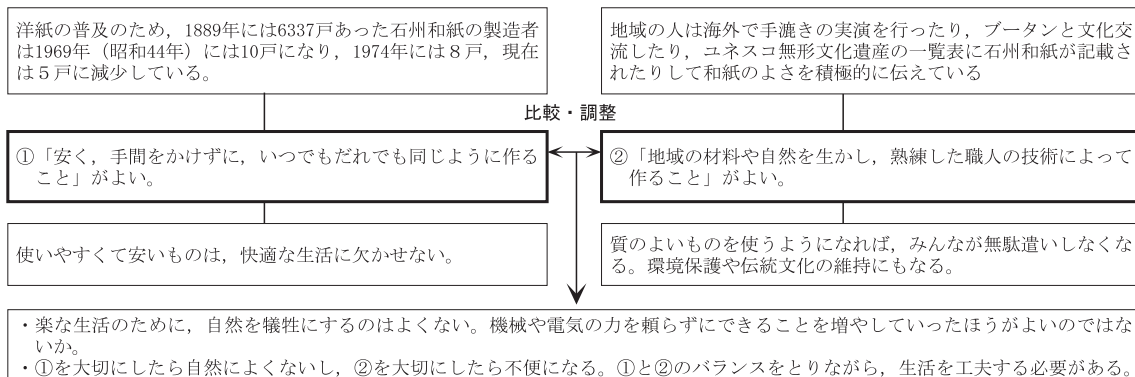 洋紙の普及のため，1889年には6337戸あった石州和紙の製造者
は1969年（昭和44年）には10戸になり，1974年には８戸，現在
は５戸に減少している。
地域の人は海外で手漉きの実演を行ったり，ブータンと文化交
流したり，ユネスコ無形文化遺産の一覧表に石州和紙が記載さ
れたりして和紙のよさを積極的に伝えている
比較・調整
①「安く，手間をかけずに，いつでもだれでも同じように作る
こと」がよい。
②「地域の材料や自然を生かし，熟練した職人の技術によって
作ること」がよい。
使いやすくて安いものは，快適な生活に欠かせない。
質のよいものを使うようになれば，みんなが無駄遣いしなくな
る。環境保護や伝統文化の維持にもなる。
・楽な生活のために，自然を犠牲にするのはよくない。機械や電気の力を頼らずにできることを増やしていったほうがよいのではな
いか。
・①を大切にしたら自然によくないし，②を大切にしたら不便になる。①と②のバランスをとりながら，生活を工夫する必要がある。